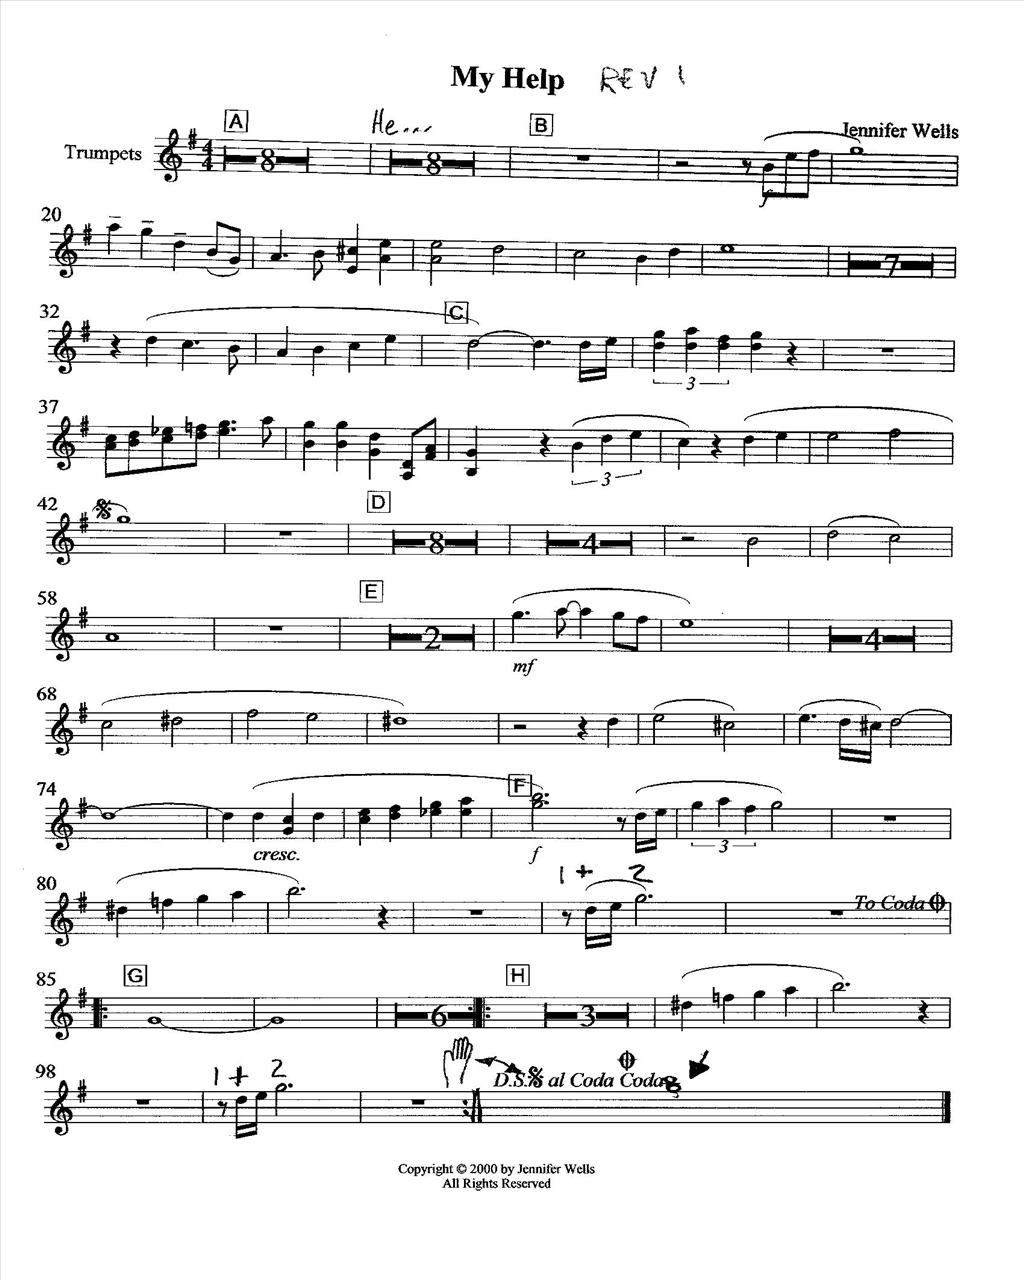 My Help REV 1
A He... B Jennifer Wells
Trumpets 8 8
f
20
7
32 C
3
37
3
42 D
8 4
58 E
2 4
mf
68
74 F
cresc. f 3
80 1 + 2
To Coda
85 G H
6 3
98 1 + 2
D.S. al Coda Coda
Copyright © 2000 by Jennifer Wells
All Rights Reserved